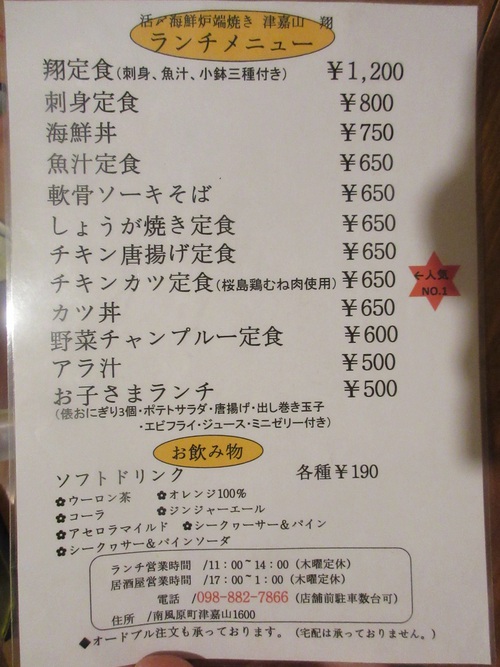 活〆海鮮炉端焼き 津嘉山 翔
ランチメニュー
翔定食(刺身、魚汁、小鉢三種付き) ¥1,200
刺身定食 ¥800
海鮮丼 ¥750
魚汁定食 ¥650
軟骨ソーキそば ¥650
しょうが焼き定食 ¥650
チキン唐揚げ定食 ¥650
チキンカツ定食(桜島鶏むね肉使用) ¥650 ←人気 NO.1
カツ丼 ¥650
野菜チャンプルー定食 ¥600
アラ汁 ¥500
お子さまランチ ¥500
(俵おにぎり3個・ポテトサラダ・唐揚げ・出し巻き玉子
・エビフライ・ジュース・ミニゼリー付き)
お飲み物
ソフトドリンク 各種¥190
✿ウーロン茶 ✿オレンジ100%
✿コーラ ✿ジンジャーエール
✿アセロラマイルド ✿シークヮーサー&パイン
✿シークヮサー&パインソーダ
ランチ営業時間 /11:00~14:00 (木曜定休)
居酒屋営業時間 /17:00~1:00 (木曜定休)
電話 /098-882-7866 (店舗前駐車数台可)
住所 /南風原町津嘉山1600
◆オードブル注文も承っております。(宅配は承っておりません。)